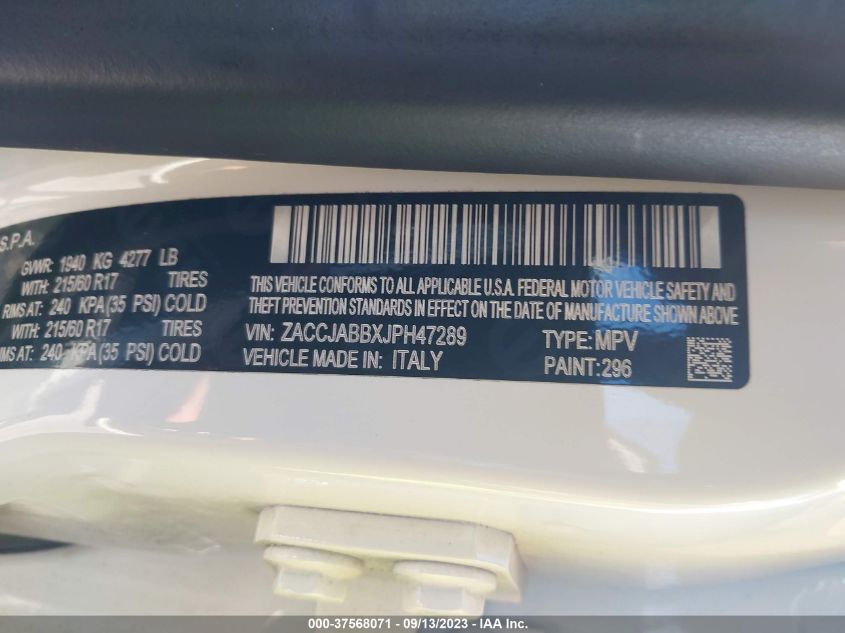 S.P.A.
GVWR: 1940 KG 4277 LB
WITH: 215/60 R17 TIRES
RIMS AT: 240 KPA(35 PSI) COLD
WITH: 215/60 R17 TIRES
IMS AT: 240 KPA(35 PSI) COLD
THIS VEHICLE CONFORMS TO ALL APPLICABLE U.S.A. FEDERAL MOTOR VEHICLE SAFETY AND
THEFT PREVENTION STANDARDS IN EFFECT ON THE DATE OF MANUFACTURE SHOWN ABOVE
VIN: ZACCJABBXJPH47289 TYPE: MPV
VEHICLE MADE IN: ITALY PAINT: 296
000-37568071 - 09/13/2023 - IAA Inc.